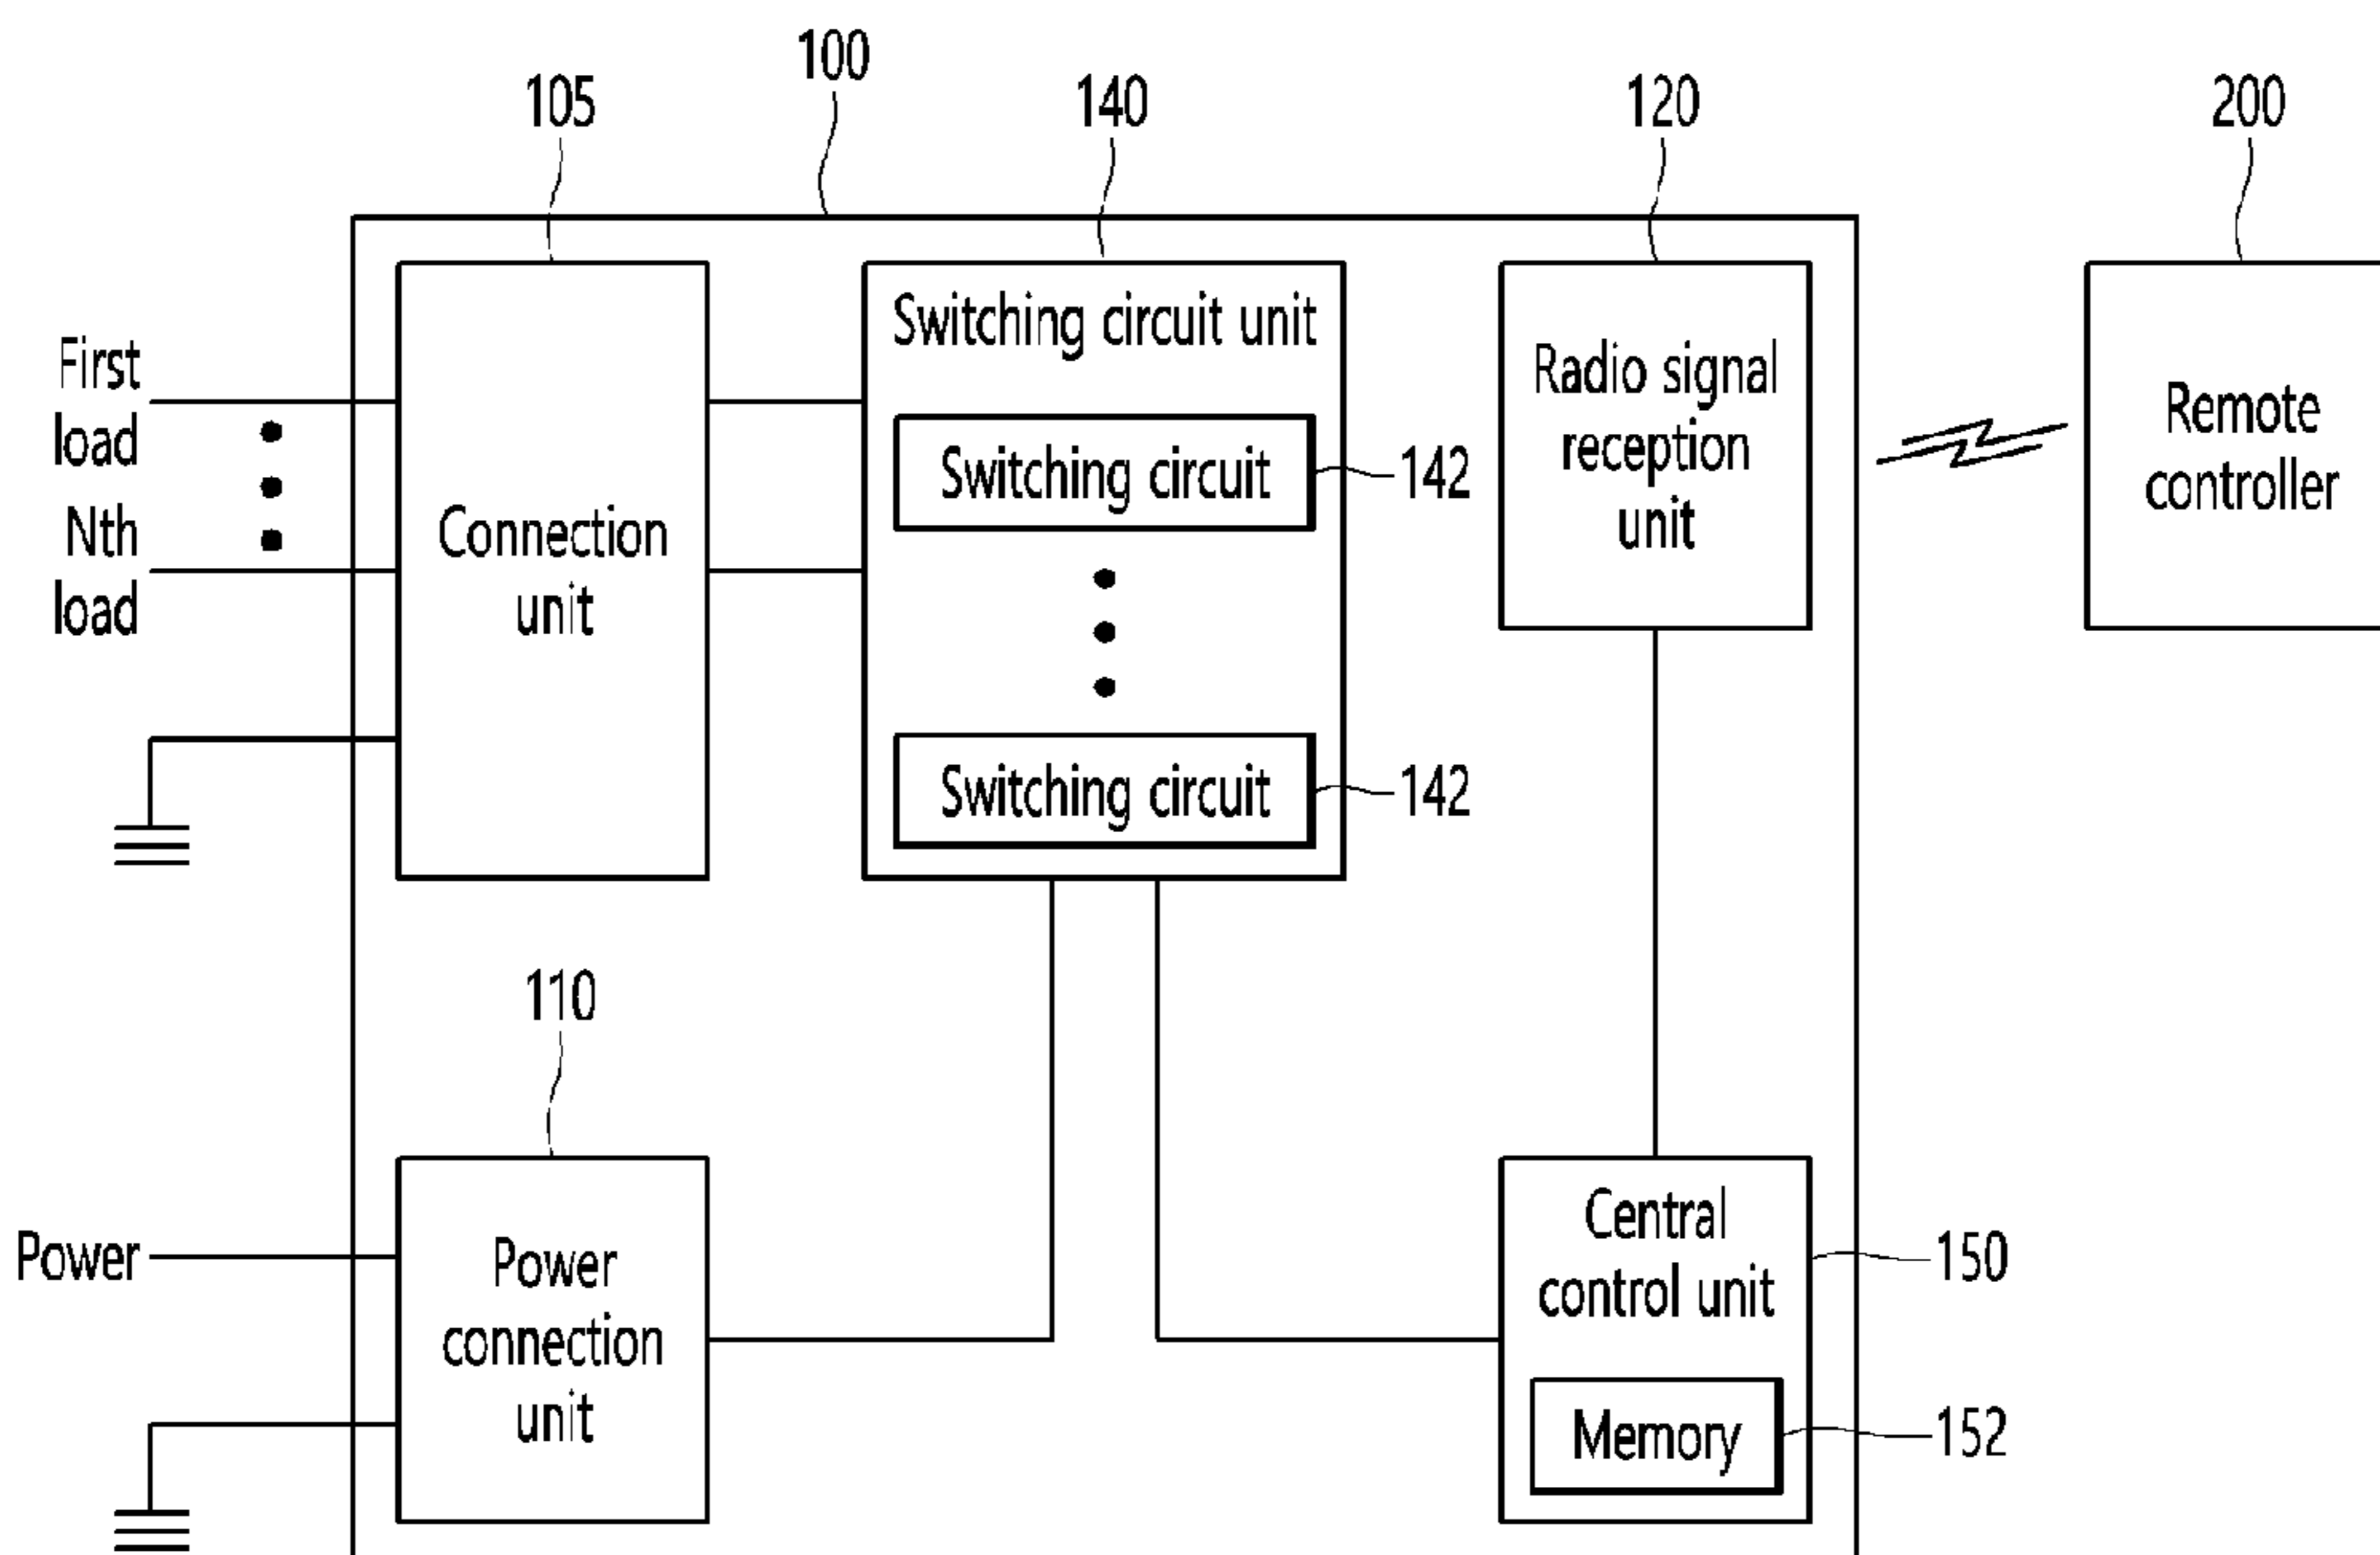 100
105
140
120
200
First
load
Nth
load
Connection
unit
Switching circuit unit
Switching circuit
142
Switching circuit
142
Radio signal
reception
unit
Remote
controller
110
Power
Power
connection
unit
Central
control unit
150
Memory
152